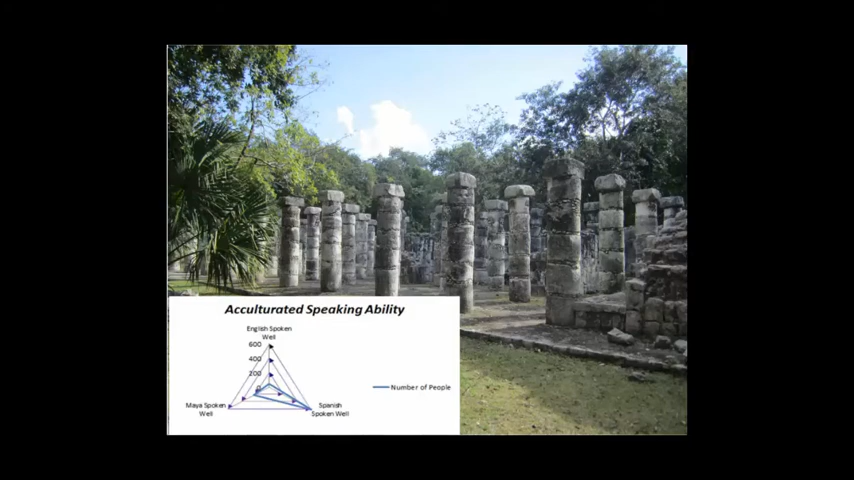 Acculturated Speaking Ability
English Spoken
Well
600
400
200
0
Number of People
Maya Spoken
Well
Spanish
Spoken Well